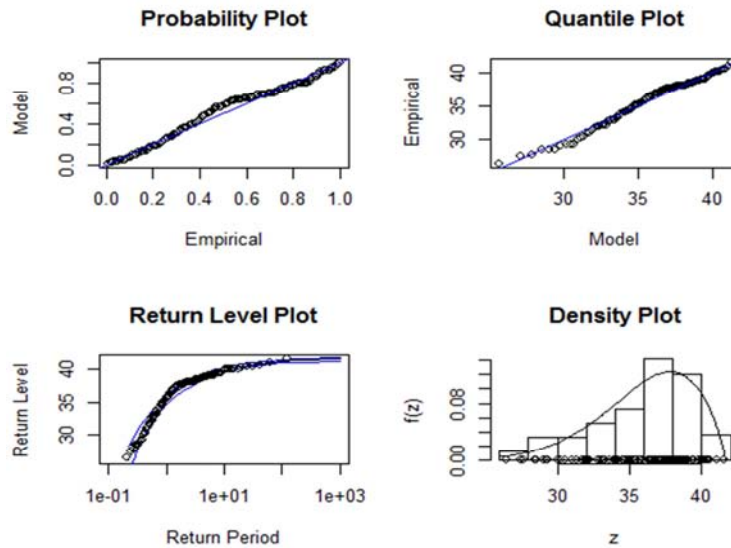 Probability Plot
Model
0.0 0.4 0.8
0.0 0.2 0.4 0.6 0.8 1.0
Empirical
Quantile Plot
Empirical
30 35 40
30 35 40
Model
Return Level Plot
Return Level
30 35 40
1e-01 1e+01 1e+03
Return Period
Density Plot
f(z)
0.00 0.08
30 35 40
z